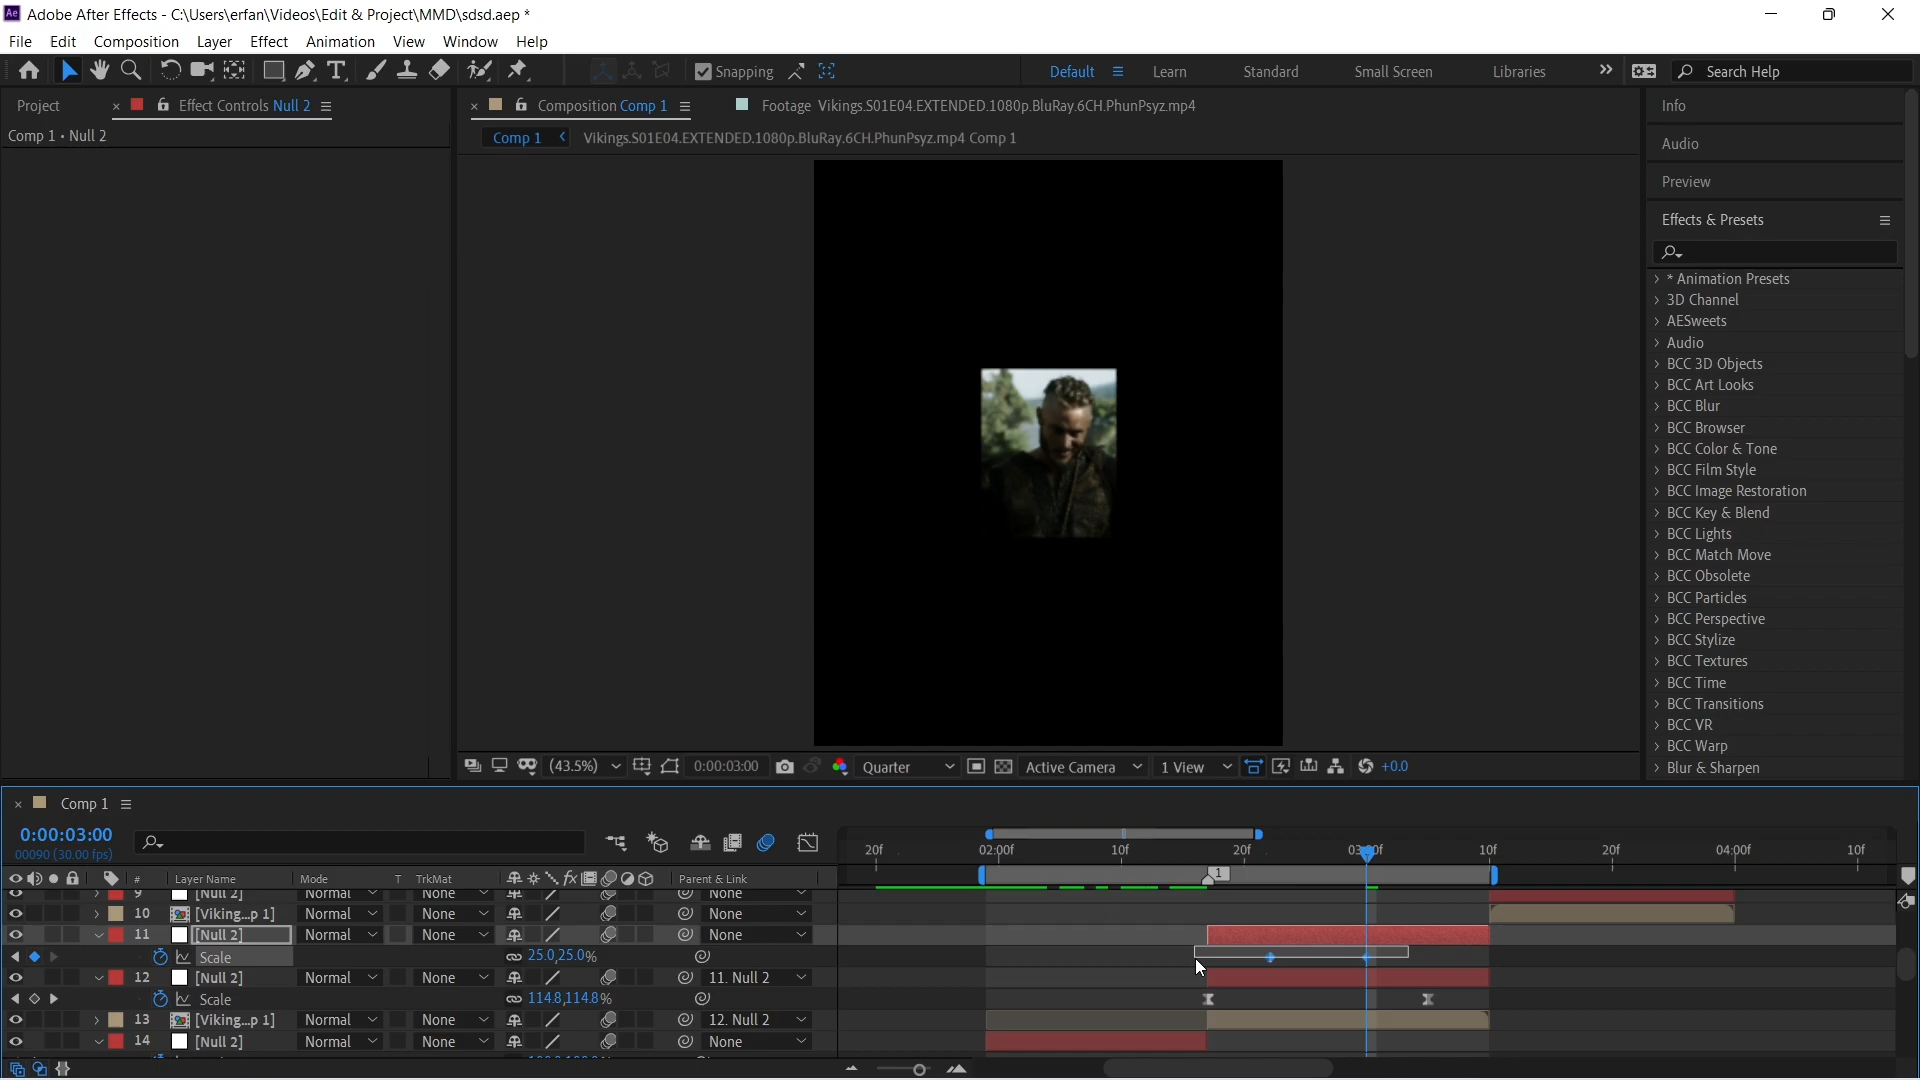 Adobe After Effects - C:\Users\erfan\Videos\Edit & Project\MMD\sdsd.aep *
File Edit Composition Layer Effect Animation View Window Help
Snapping Default Learn Standard Small Screen Libraries Search Help
Project Effect Controls Null 2 Composition Comp 1 Footage Vikings.S01E04.EXTENDED.1080p.BluRay.6CH.PhunPsyz.mp4
Comp 1 • Null 2
Comp 1 Vikings.S01E04.EXTENDED.1080p.BluRay.6CH.PhunPsyz.mp4 Comp 1
Info
Audio
Preview
Effects & Presets
* Animation Presets
3D Channel
AESweets
Audio
BCC 3D Objects
BCC Art Looks
BCC Blur
BCC Browser
BCC Color & Tone
BCC Film Style
BCC Image Restoration
BCC Key & Blend
BCC Lights
BCC Match Move
BCC Obsolete
BCC Particles
BCC Perspective
BCC Stylize
BCC Textures
BCC Time
BCC Transitions
BCC VR
BCC Warp
Blur & Sharpen
(43.5%) 0:00:03:00 Quarter Active Camera 1 View +0.0
Comp 1
0:00:03:00
00090 (30.00 fps)
20f 02:00f 10f 20f 03:00f 10f 20f 04:00f 10f
# Layer Name Mode T TrkMat Parent & Link
1
9 [Null 2] Normal None None
10 [Viking...p 1] Normal None None
11 [Null 2] Normal None None
Scale 25.0,25.0%
12 [Null 2] Normal None 11. Null 2
Scale 114.8,114.8%
13 [Viking...p 1] Normal None 12. Null 2
14 [Null 2] Normal None None